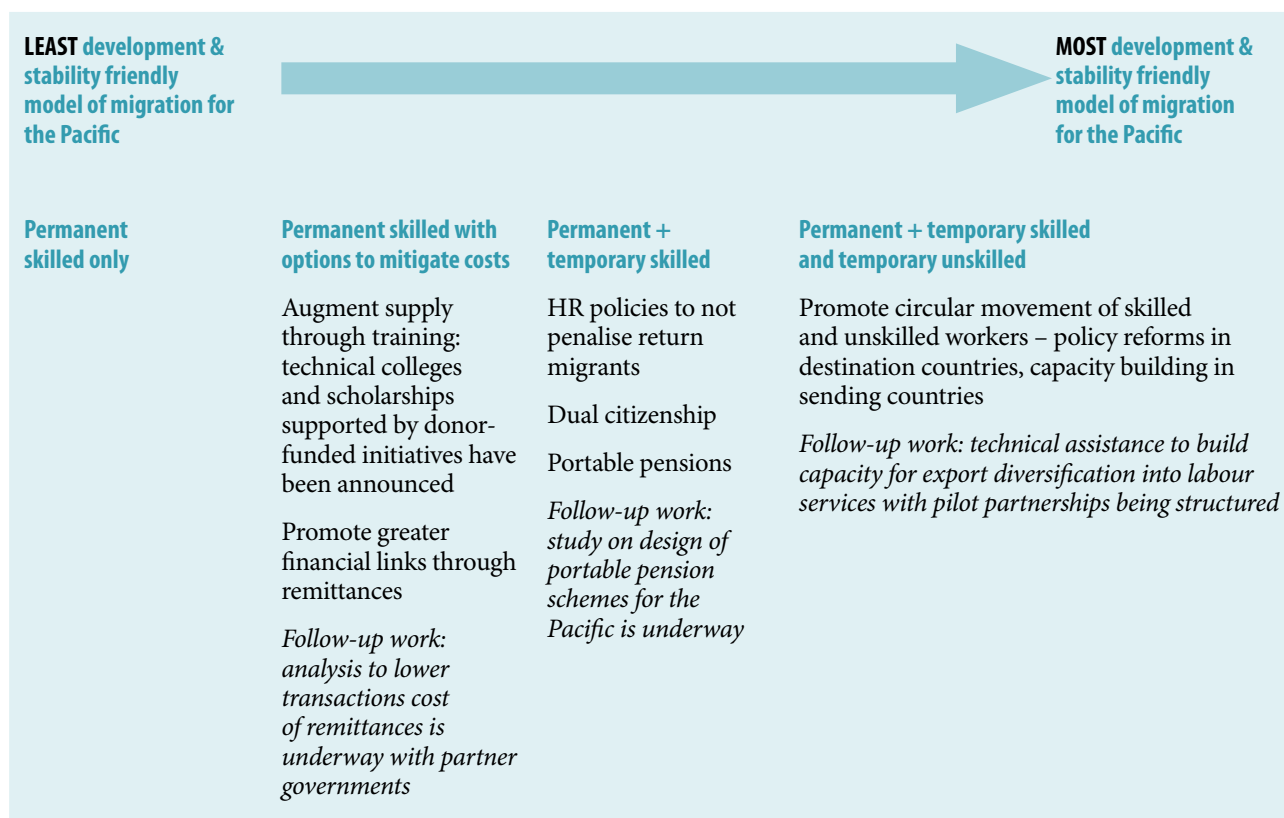 LEAST development &
stability friendly
model of migration for
the Pacific
MOST development &
stability friendly
model of migration
for the Pacific
Permanent
skilled only
Permanent skilled with
options to mitigate costs
Augment supply
through training:
technical colleges
and scholarships
supported by donor-
funded initiatives have
been announced
Promote greater
financial links through
remittances
Follow-up work:
analysis to lower
transactions cost
of remittances is
underway with partner
governments
Permanent +
temporary skilled
HR policies to not
penalise return
migrants
Dual citizenship
Portable pensions
Follow-up work:
study on design of
portable pension
schemes for the
Pacific is underway
Permanent + temporary skilled
and temporary unskilled
Promote circular movement of skilled
and unskilled workers – policy reforms in
destination countries, capacity building in
sending countries
Follow-up work: technical assistance to build
capacity for export diversification into labour
services with pilot partnerships being structured